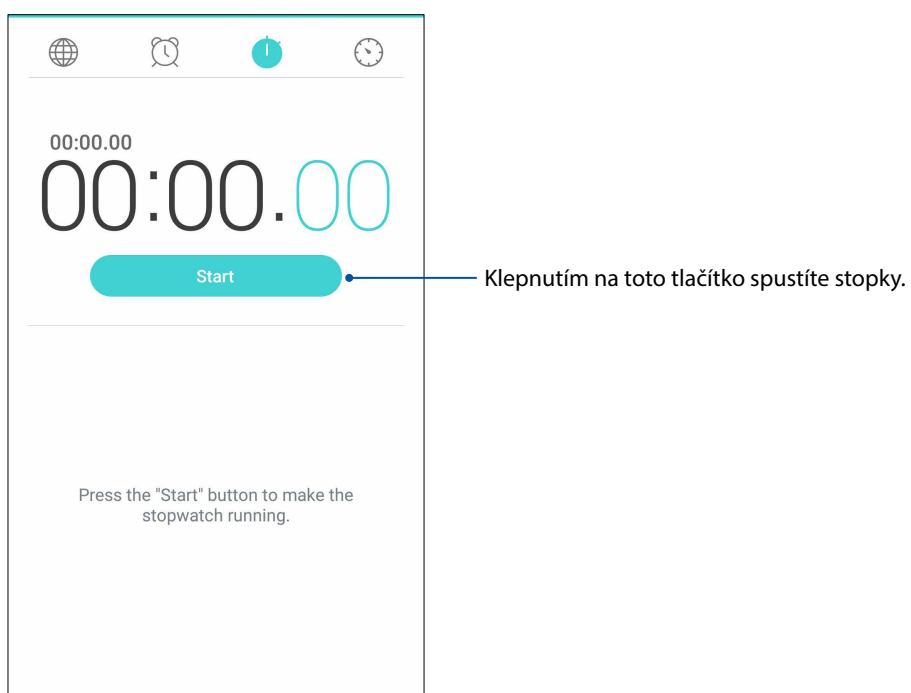 00:00.00
00:00.00
Start
Klepnutím na toto tlačítko spustíte stopky.
Press the "Start" button to make the
stopwatch running.